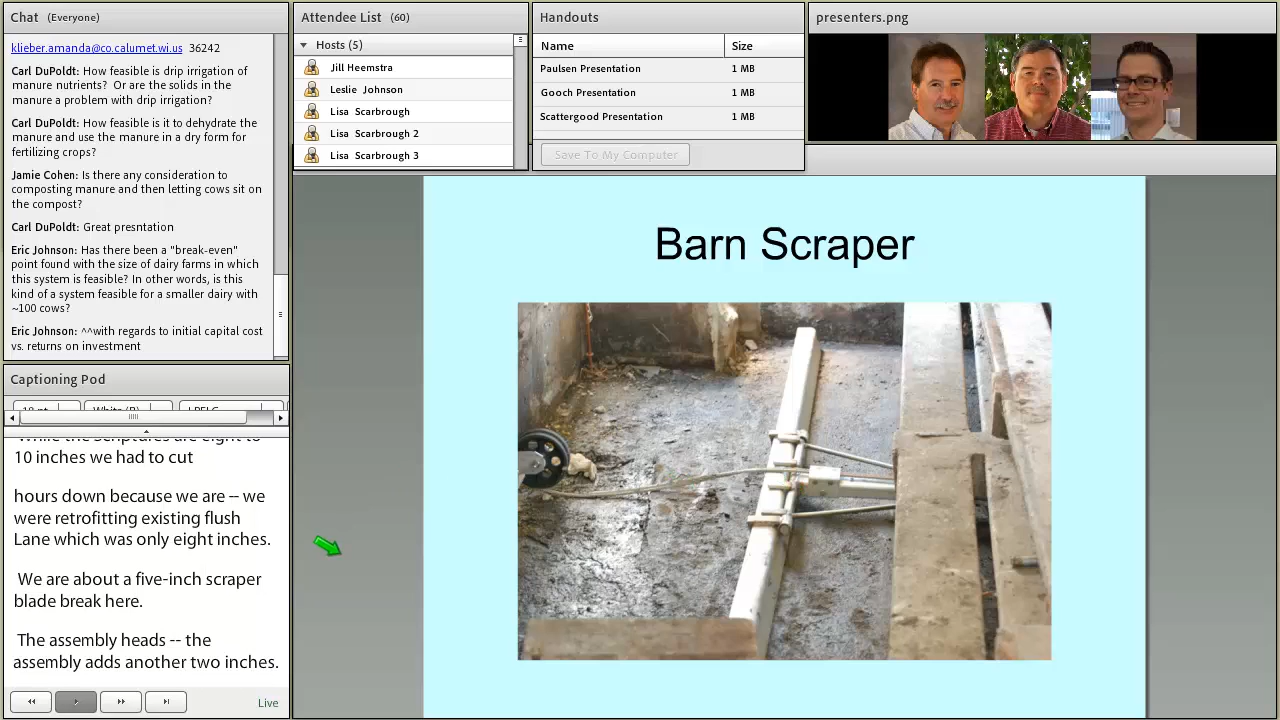 Chat (Everyone)
klieber.amanda@co.calumet.wi.us 36242
Carl DuPoldt: How feasible is drip irrigation of
manure nutrients? Or are the solids in the
manure a problem with drip irrigation?
Carl DuPoldt: How feasible is it to dehydrate the
manure and use the manure in a dry form for
fertilizing crops?
Jamie Cohen: Is there any consideration to
composting manure and then letting cows sit on
the compost?
Carl DuPoldt: Great presntation
Eric Johnson: Has there been a "break-even"
point found with the size of dairy farms in which
this system is feasible? In other words, is this
kind of a system feasible for a smaller dairy with
~100 cows?
Eric Johnson: ^^with regards to initial capital cost
vs. returns on investment
Captioning Pod
While the scriptures are eight to
10 inches we had to cut
hours down because we are -- we
were retrofitting existing flush
Lane which was only eight inches.
We are about a five-inch scraper
blade break here.
The assembly heads -- the
assembly adds another two inches.
Live
Attendee List (60)
Hosts (5)
Jill Heemstra
Leslie Johnson
Lisa Scarbrough
Lisa Scarbrough 2
Lisa Scarbrough 3
Handouts
Name Size
Paulsen Presentation 1 MB
Gooch Presentation 1 MB
Scattergood Presentation 1 MB
Save To My Computer
presenters.png
Barn Scraper